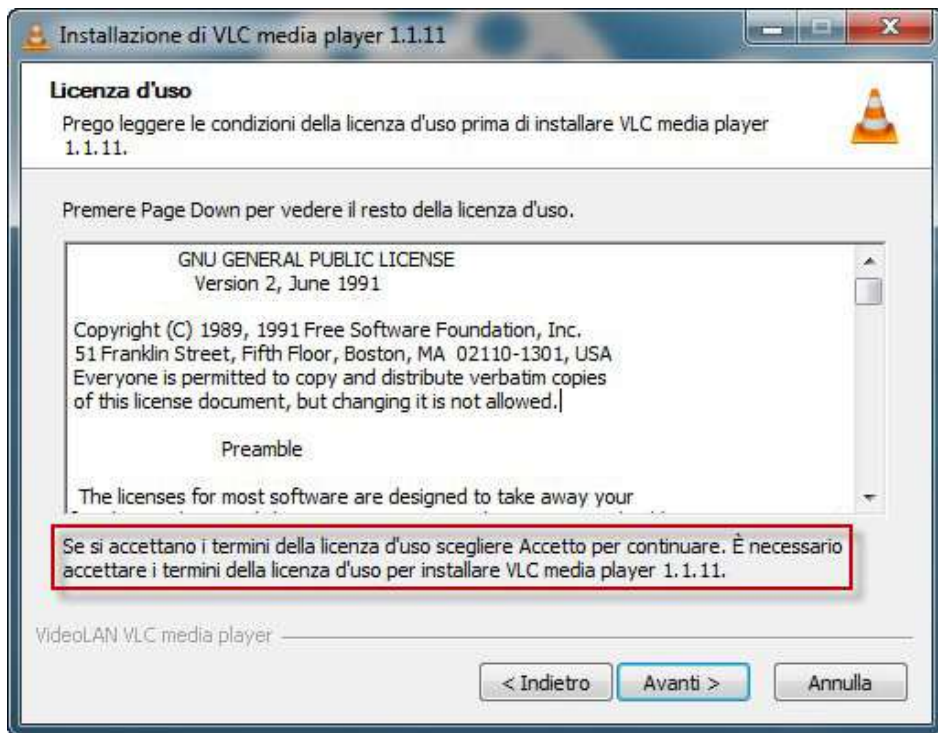 Installazione di VLC media player 1.1.11
Licenza d'uso
Prego leggere le condizioni della licenza d'uso prima di installare VLC media player
1.1.11.
Premere Page Down per vedere il resto della licenza d'uso.
GNU GENERAL PUBLIC LICENSE
Version 2, June 1991
Copyright (C) 1989, 1991 Free Software Foundation, Inc.
51 Franklin Street, Fifth Floor, Boston, MA 02110-1301, USA
Everyone is permitted to copy and distribute verbatim copies
of this license document, but changing it is not allowed.
Preamble
The licenses for most software are designed to take away your
Se si accettano i termini della licenza d'uso scegliere Accetto per continuare. È necessario
accettare i termini della licenza d'uso per installare VLC media player 1.1.11.
VideoLAN VLC media player
< Indietro
Avanti >
Annulla